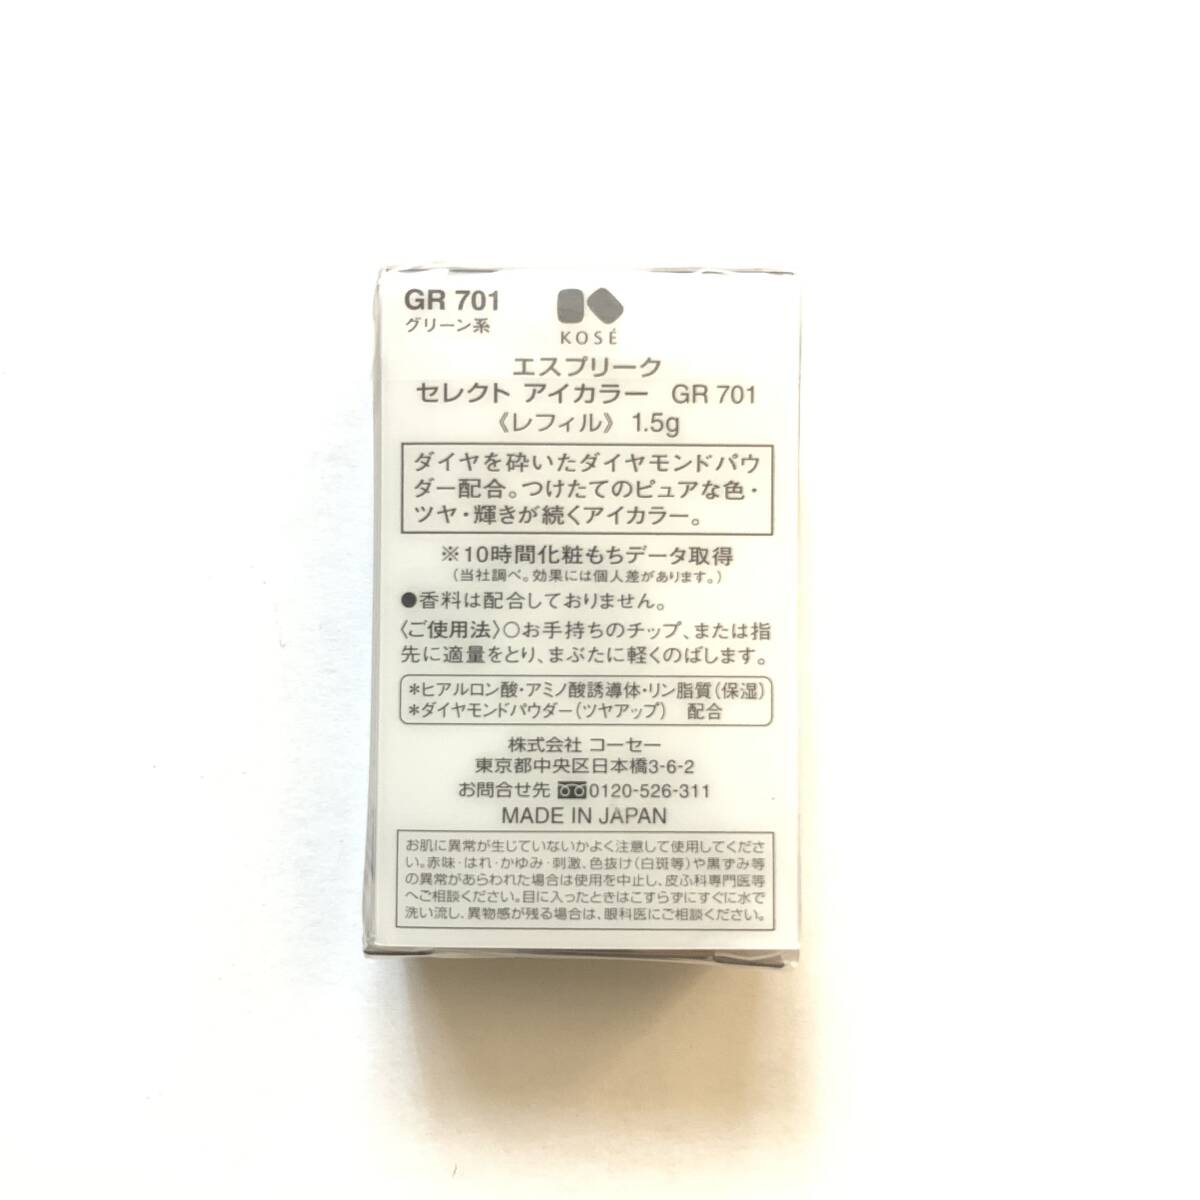 GR 701
グリーン系
KOSÉ
エスプリーク
セレクト アイカラー GR 701
《レフィル》 1.5g
ダイヤを砕いたダイヤモンドパウ
ダー配合。つけたてのピュアな色・
ツヤ・輝きが続くアイカラー。
※10時間化粧もちデータ取得
(当社調べ。効果には個人差があります。)
●香料は配合しておりません。
〈ご使用法〉○お手持ちのチップ、または指
先に適量をとり、まぶたに軽くのばします。
*ヒアルロン酸・アミノ酸誘導体・リン脂質(保湿)
*ダイヤモンドパウダー(ツヤアップ) 配合
株式会社 コーセー
東京都中央区日本橋3-6-2
お問合せ先 0120-526-311
MADE IN JAPAN
お肌に異常が生じていないかよく注意して使用してくださ
い。赤味・はれ・かゆみ・刺激、色抜け(白斑等)や黒ずみ等
の異常があらわれた場合は使用を中止し、皮ふ科専門医等
へご相談ください。目に入ったときはこすらずにすぐに水で
洗い流し、異物感が残る場合は、眼科医にご相談ください。